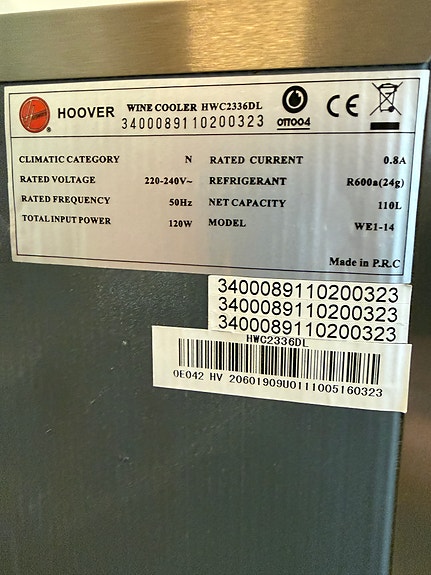 HOOVER WINE COOLER HWC2336DL
3400089110200323
OTTOO4
CE
CLIMATIC CATEGORY N RATED CURRENT 0.8A
RATED VOLTAGE 220-240V~ REFRIGERANT R600a(24g)
RATED FREQUENCY 50Hz NET CAPACITY 110L
TOTAL INPUT POWER 120W MODEL WE1-14
Made in P.R.C
3400089110200323
3400089110200323
3400089110200323
HWC2336DL
0E042 HV 20601909U0111005160323